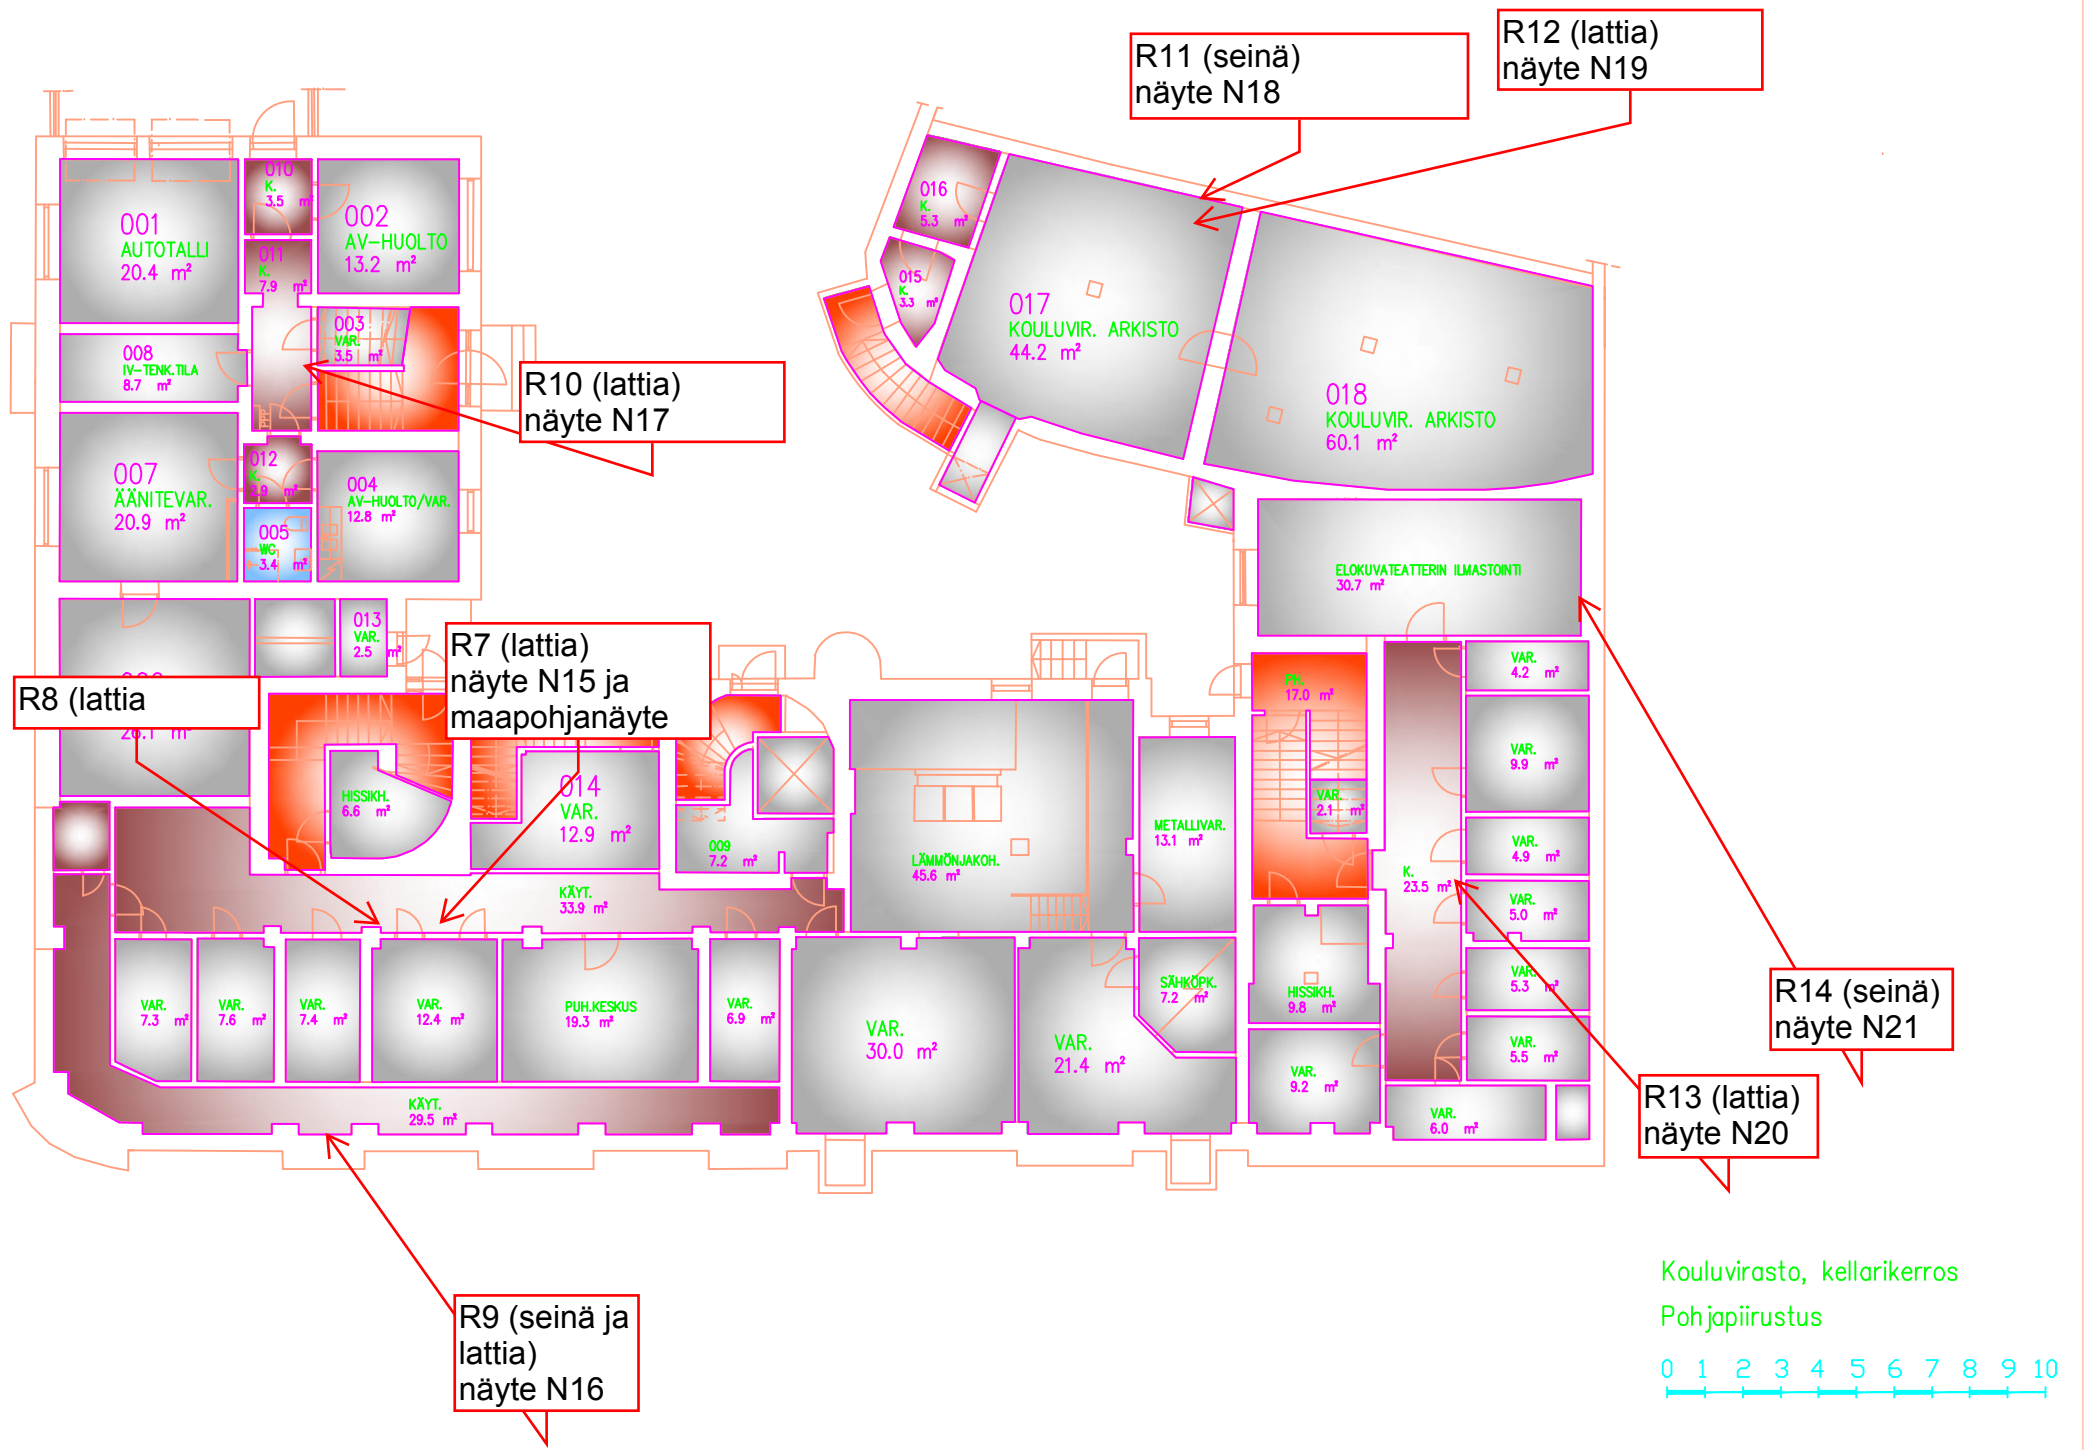 R11 (seinä)
näyte N18
R12 (lattia)
näyte N19
010
K.
3.5 m²
001
AUTOTALLI
20.4 m²
002
AV-HUOLTO
13.2 m²
011
K.
7.9 m²
016
K.
5.3 m²
015
K.
3.3 m²
003
VAR.
3.5 m²
008
IV-TENK.TILA
8.7 m²
017
KOULUVIR. ARKISTO
44.2 m²
018
KOULUVIR. ARKISTO
60.1 m²
R10 (lattia)
näyte N17
007
ÄÄNITEVAR.
20.9 m²
012
K.
004
AV-HUOLTO/VAR.
12.8 m²
005
WC
3.4 m²
ELOKUVATEATTERIN ILMASTOINTI
30.7 m²
013
VAR.
2.5 m²
R7 (lattia)
näyte N15 ja
maapohjanäyte
R8 (lattia
26.1 m²
PH.
17.0 m²
VAR.
4.2 m²
VAR.
9.9 m²
HISSIKH.
6.6 m²
014
VAR.
12.9 m²
009
7.2 m²
LÄMMÖNJAKOH.
45.6 m²
METALLIVAR.
13.1 m²
VAR.
2.1 m²
VAR.
4.9 m²
K.
23.5 m²
VAR.
5.0 m²
KÄYT.
33.9 m²
VAR.
7.3 m²
VAR.
7.6 m²
VAR.
7.4 m²
VAR.
12.4 m²
PUH.KESKUS
19.3 m²
VAR.
6.9 m²
VAR.
30.0 m²
VAR.
21.4 m²
SÄHKÖPK.
7.2 m²
HISSIKH.
9.8 m²
VAR.
5.3 m²
VAR.
5.5 m²
VAR.
9.2 m²
VAR.
6.0 m²
KÄYT.
29.5 m²
R14 (seinä)
näyte N21
R13 (lattia)
näyte N20
R9 (seinä ja
lattia)
näyte N16
Kouluvirasto, kellarikerros
Pohjapiirustus
0 1 2 3 4 5 6 7 8 9 10